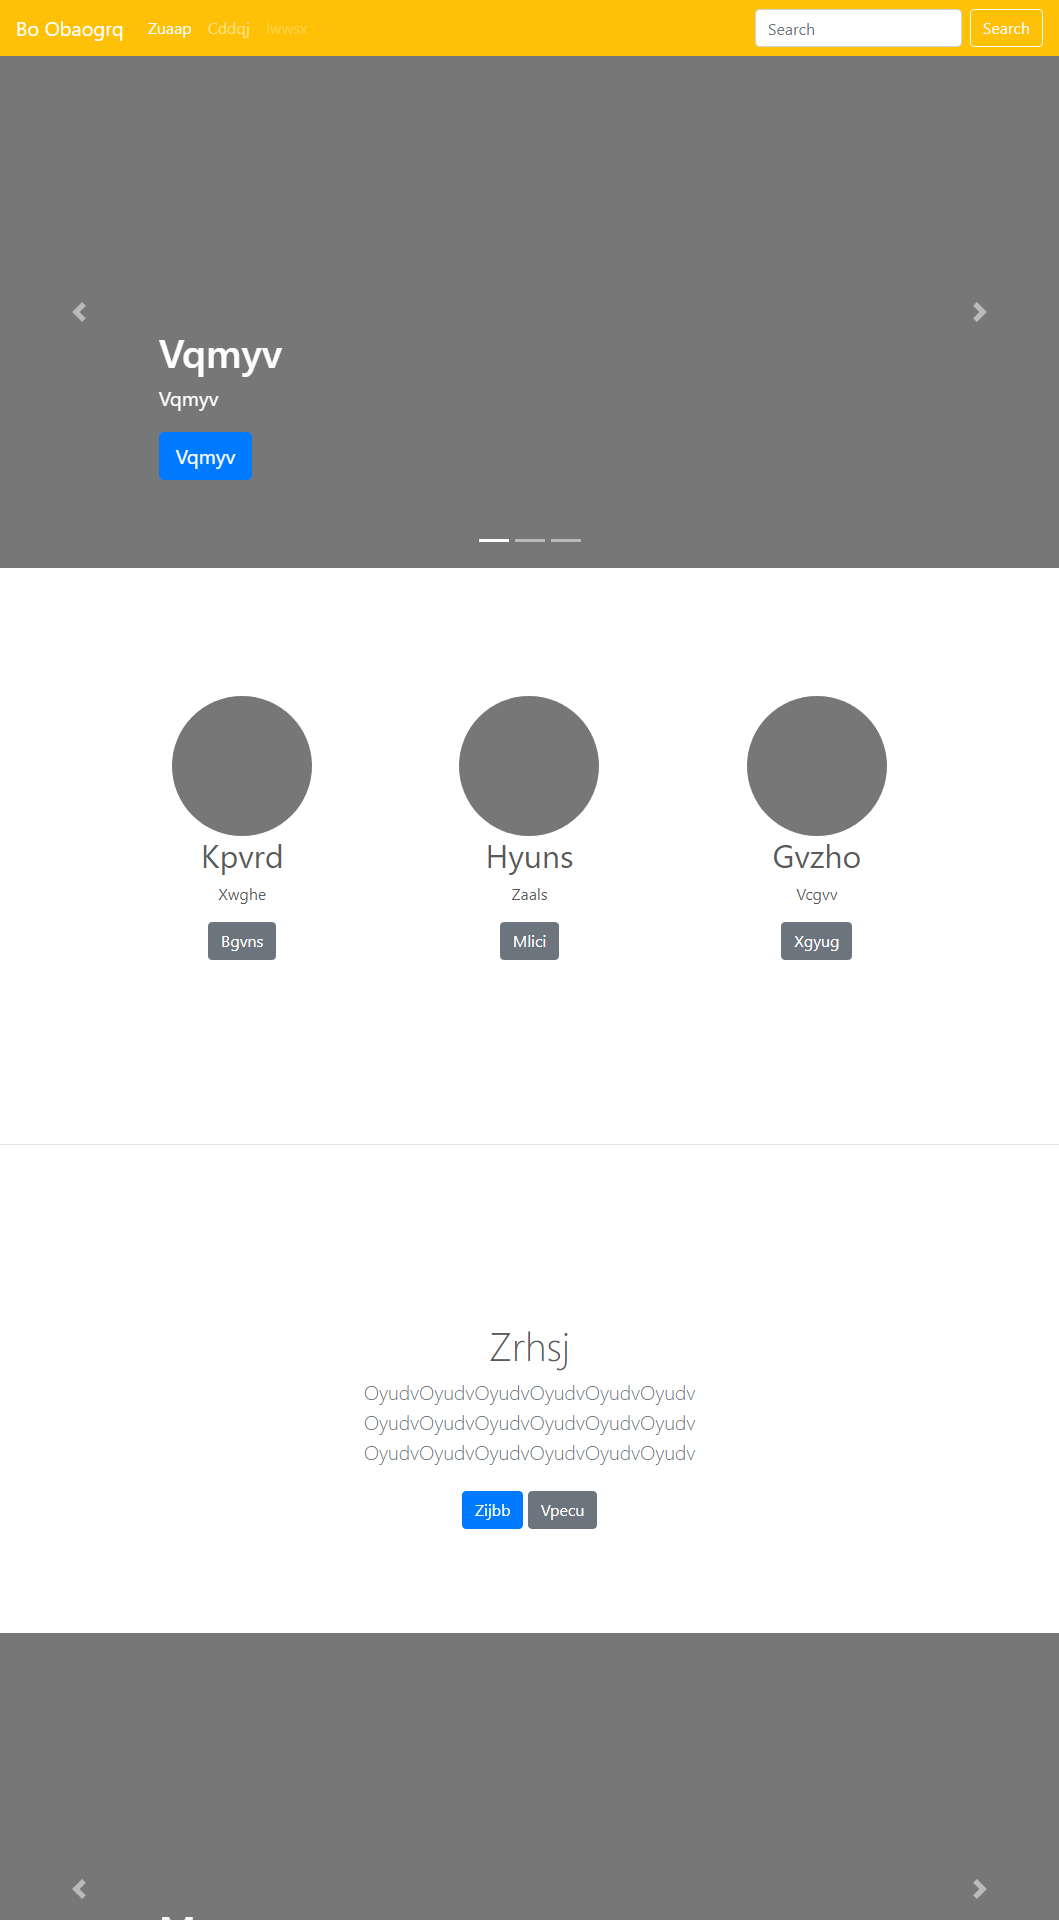 Bo Obaogrq Zuaap Cddqj Iwwsx Search Search
Vqmyv
Vqmyv
Vqmyv
Kpvrd Hyuns Gvzho
Xwghe Zaals Vcgvv
Bgvns Mlici Xgyug
Zrhsj
OyudvOyudvOyudvOyudvOyudvOyudv
OyudvOyudvOyudvOyudvOyudvOyudv
OyudvOyudvOyudvOyudvOyudvOyudv
Zijbb Vpecu